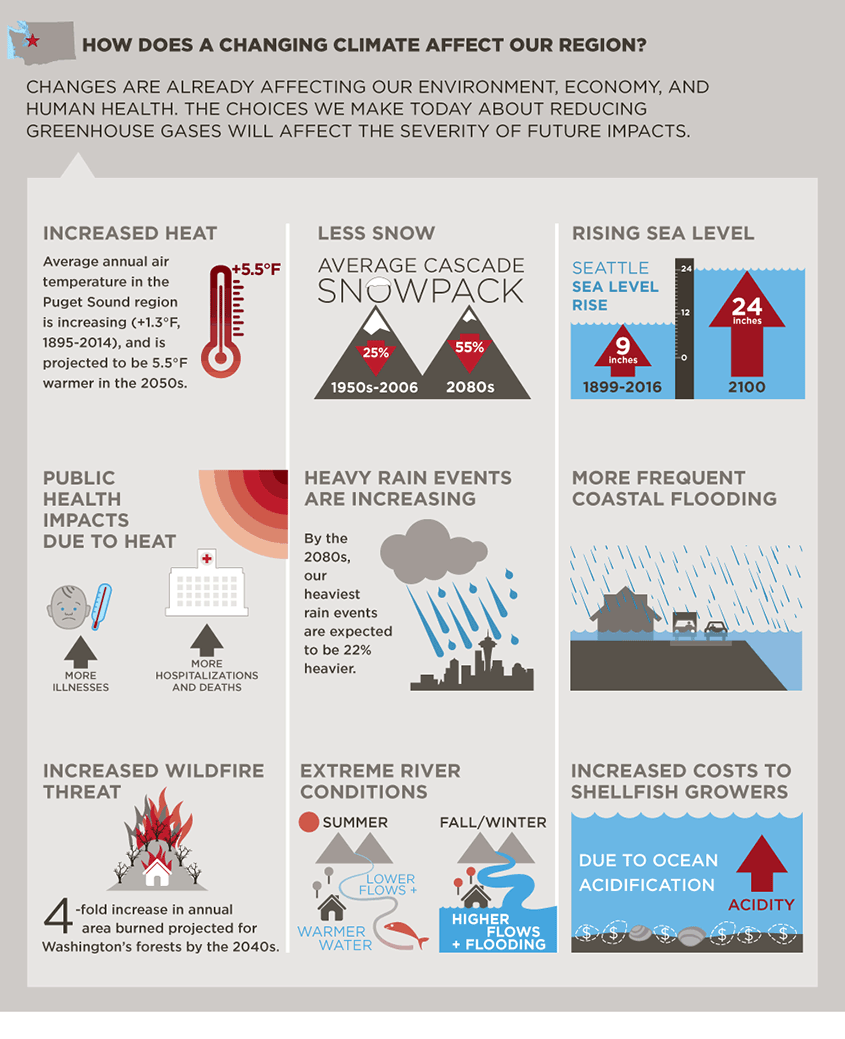 HOW DOES A CHANGING CLIMATE AFFECT OUR REGION?
CHANGES ARE ALREADY AFFECTING OUR ENVIRONMENT, ECONOMY, AND
HUMAN HEALTH. THE CHOICES WE MAKE TODAY ABOUT REDUCING
GREENHOUSE GASES WILL AFFECT THE SEVERITY OF FUTURE IMPACTS.
INCREASED HEAT
Average annual air
temperature in the
Puget Sound region
is increasing (+1.3°F,
1895-2014), and is
projected to be 5.5°F
warmer in the 2050s.
+5.5°F
LESS SNOW
AVERAGE CASCADE
SNOWPACK
25%
55%
1950s-2006
2080s
RISING SEA LEVEL
SEATTLE
SEA LEVEL
RISE
24
12
0
9
inches
1899-2016
24
inches
2100
PUBLIC
HEALTH
IMPACTS
DUE TO HEAT
MORE
ILLNESSES
MORE
HOSPITALIZATIONS
AND DEATHS
HEAVY RAIN EVENTS
ARE INCREASING
By the
2080s,
our
heaviest
rain events
are expected
to be 22%
heavier.
MORE FREQUENT
COASTAL FLOODING
INCREASED WILDFIRE
THREAT
4-fold increase in annual
area burned projected for
Washington's forests by the 2040s.
EXTREME RIVER
CONDITIONS
SUMMER
LOWER
FLOWS +
WARMER
WATER
FALL/WINTER
HIGHER
FLOWS
+ FLOODING
INCREASED COSTS TO
SHELLFISH GROWERS
DUE TO OCEAN
ACIDIFICATION
ACIDITY
$ $ $ $ $